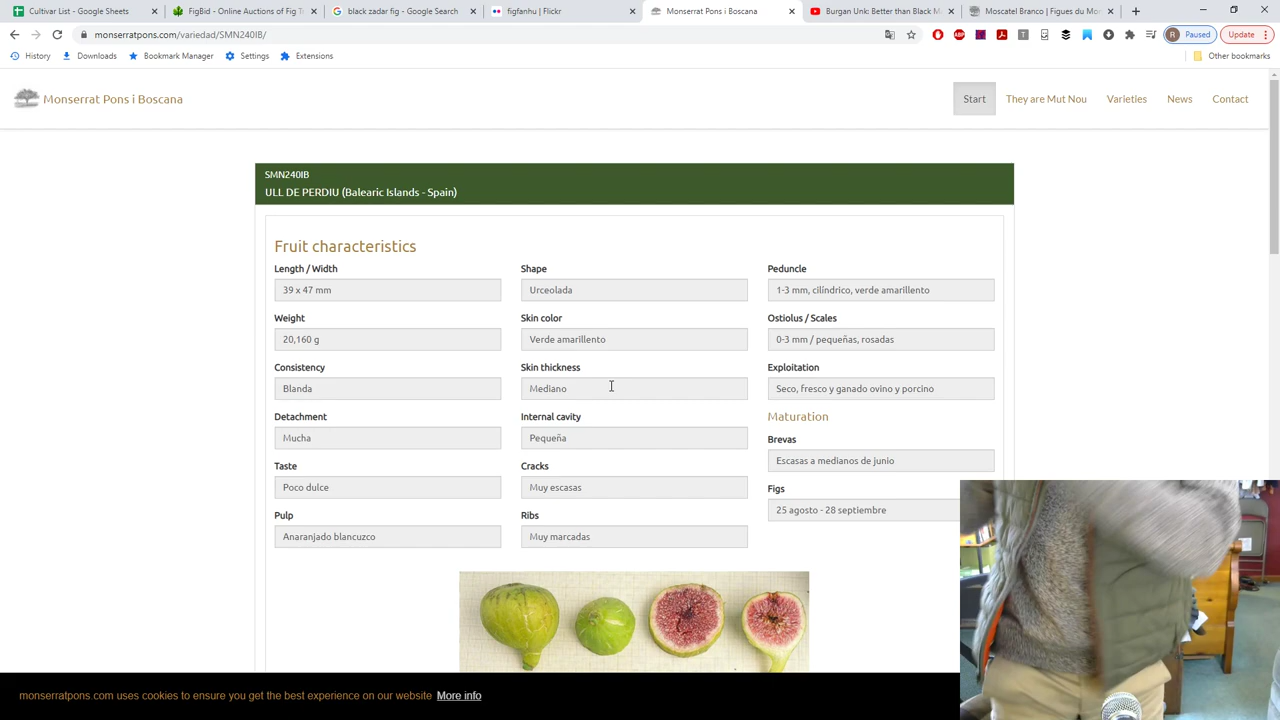 Cultivar List - Google Sheets
FigBid - Online Auctions of Fig T
black zadar fig - Google Search
figfanhu | Flickr
Monserrat Pons i Boscana
Burgan Unk: Better than Black M
Moscatel Branco | Figues du Mo
monserratpons.com/variedad/SMN240IB/
R Paused
Update
History
Downloads
Bookmark Manager
Settings
Extensions
Other bookmarks
Monserrat Pons i Boscana
Start
They are Mut Nou
Varieties
News
Contact
SMN240IB
ULL DE PERDIU (Balearic Islands - Spain)
Fruit characteristics
Length / Width
39 x 47 mm
Weight
20,160 g
Consistency
Blanda
Detachment
Mucha
Taste
Poco dulce
Pulp
Anaranjado blancuzco
Shape
Urceolada
Skin color
Verde amarillento
Skin thickness
Mediano
Internal cavity
Pequeña
Cracks
Muy escasas
Ribs
Muy marcadas
Peduncle
1-3 mm, cilíndrico, verde amarillento
Ostiolus / Scales
0-3 mm / pequeñas, rosadas
Exploitation
Seco, fresco y ganado ovino y porcino
Maturation
Brevas
Escasas a medianos de junio
Figs
25 agosto - 28 septiembre
monserratpons.com uses cookies to ensure you get the best experience on our website More info